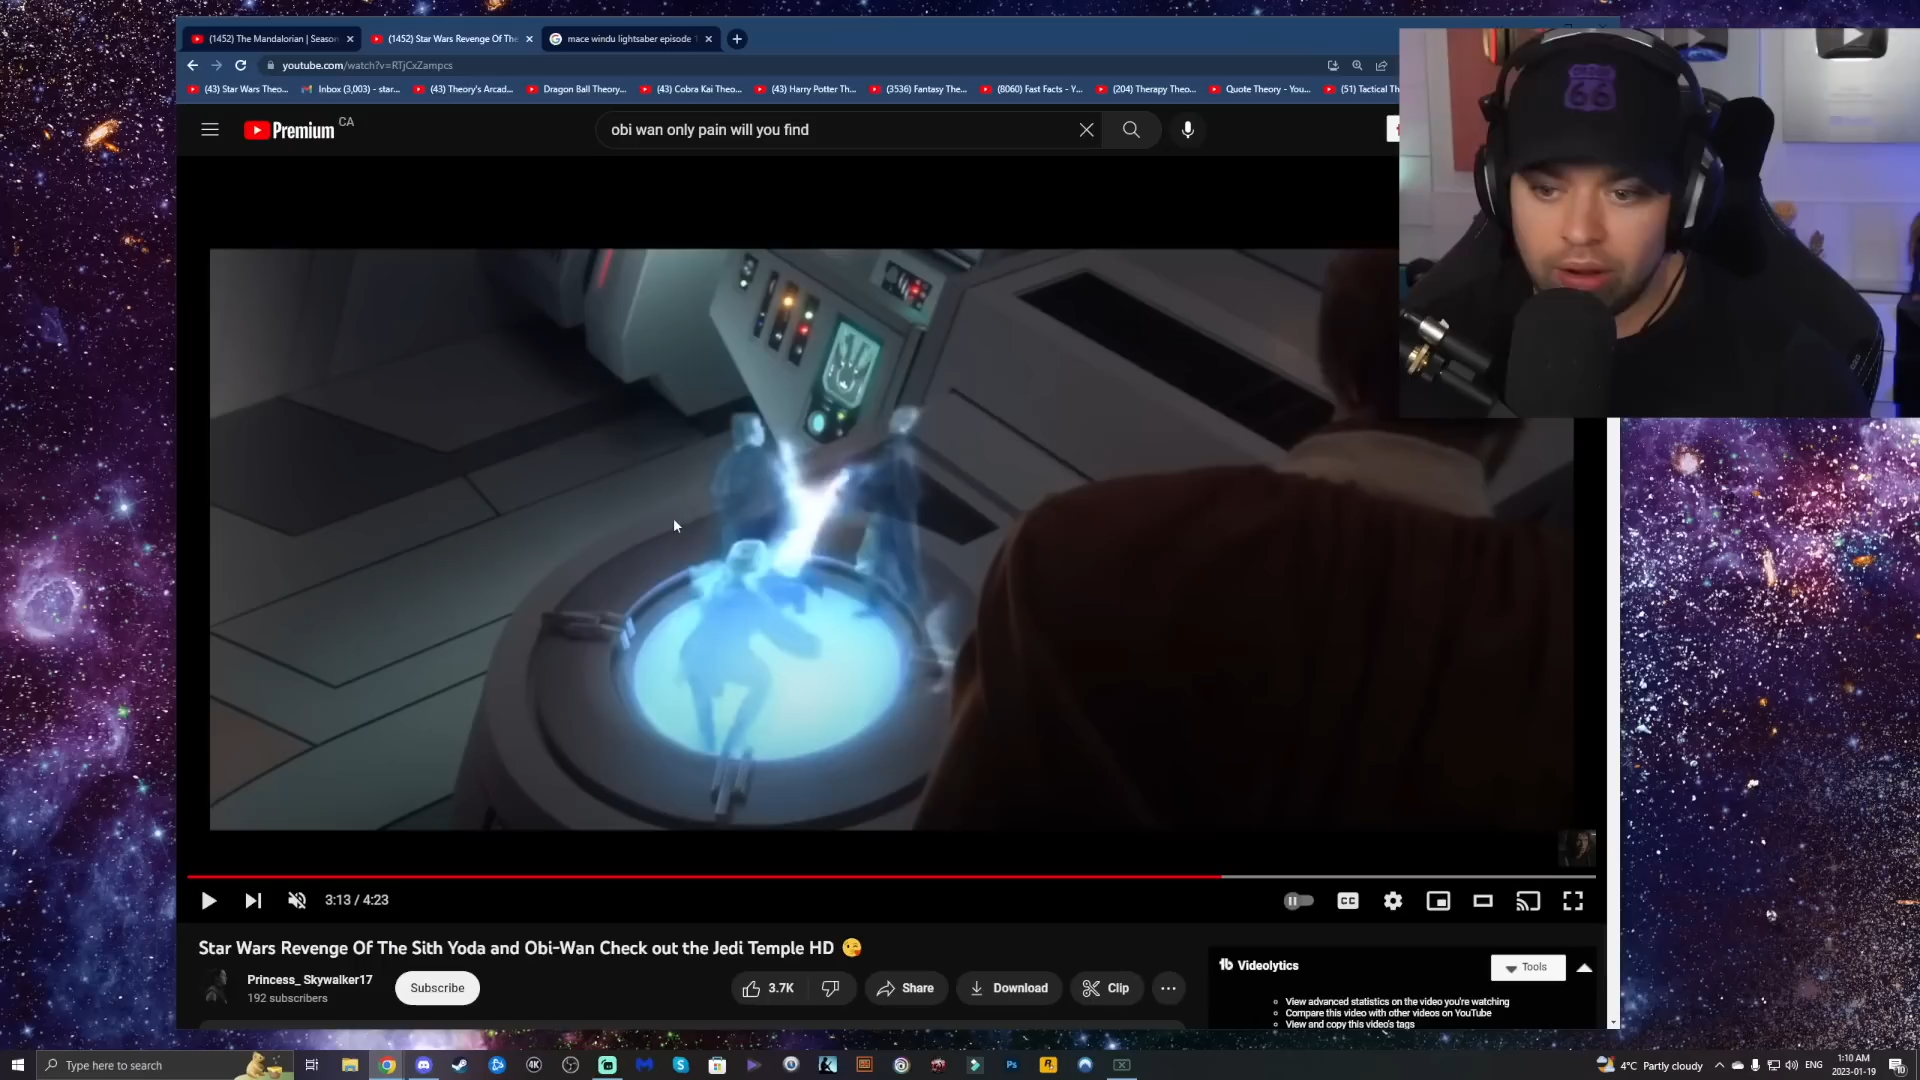 (1452) The Mandalorian | Season
(1452) Star Wars Revenge Of The
mace windu lightsaber episode
youtube.com/watch?v=RTjCxZampcs
(43) Star Wars Theo...
Inbox (3,003) - star...
(43) Theory's Arcad...
Dragon Ball Theory...
(43) Cobra Kai Theo...
(43) Harry Potter Th...
(3536) Fantasy The...
(8060) Fast Facts - Y...
(204) Therapy Theo...
Quote Theory - You...
(51) Tactical Th
Premium CA
obi wan only pain will you find
66
3:13 / 4:23
CC
Star Wars Revenge Of The Sith Yoda and Obi-Wan Check out the Jedi Temple HD 😘
Princess_ Skywalker17
192 subscribers
Subscribe
3.7K
Share
Download
Clip
Videolytics
Tools
View advanced statistics on the video you're watching
Compare this video with other videos on YouTube
View and copy this video's tags
Type here to search
4K
Ps
4°C Partly cloudy
ENG
1:10 AM
2023-01-19